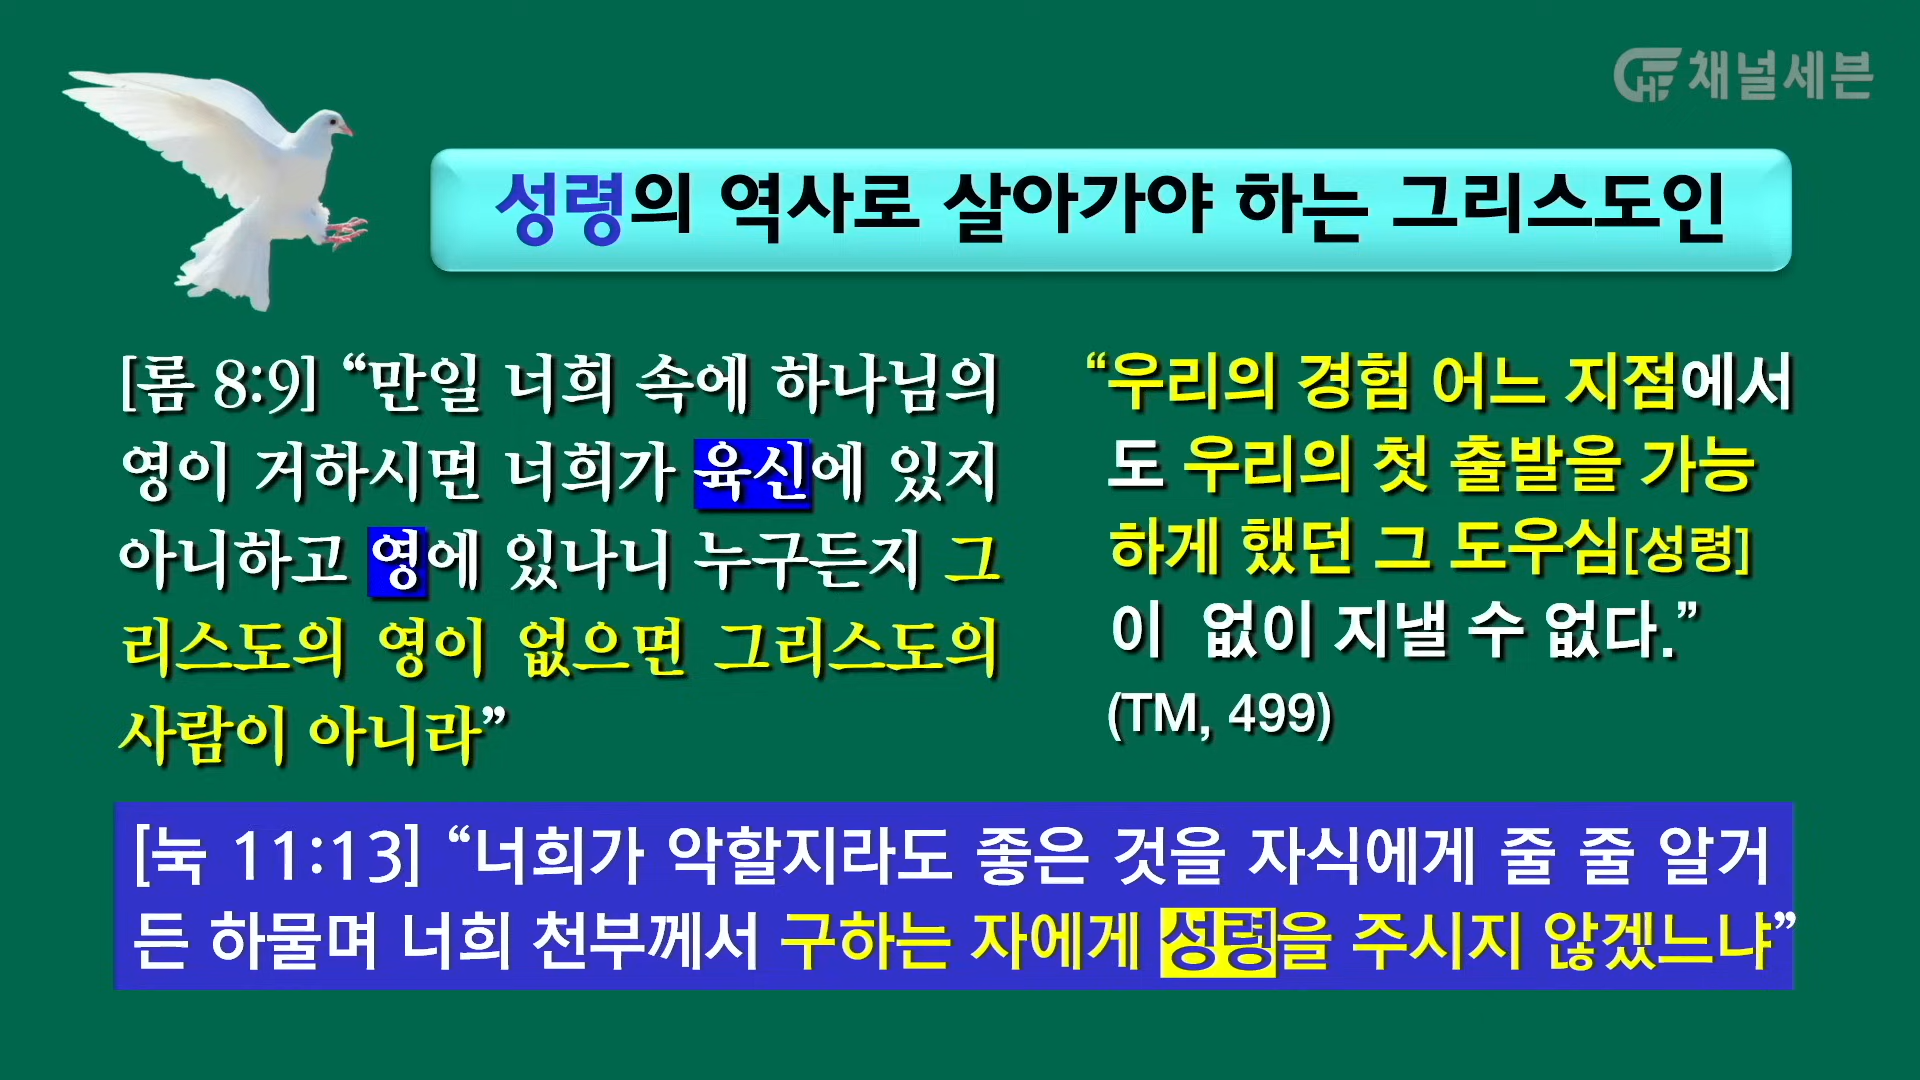 채널세븐
성령의 역사로 살아가야 하는 그리스도인
[롬 8:9] “만일 너희 속에 하나님의
영이 거하시면 너희가 육신에 있지
아니하고 영에 있나니 누구든지 그
리스도의 영이 없으면 그리스도의
사람이 아니라”
“우리의 경험 어느 지점에서
도 우리의 첫 출발을 가능
하게 했던 그 도우심[성령]
이 없이 지낼 수 없다.”
(TM, 499)
[눅 11:13] “너희가 악할지라도 좋은 것을 자식에게 줄 줄 알거
든 하물며 너희 천부께서 구하는 자에게 성령을 주시지 않겠느냐”